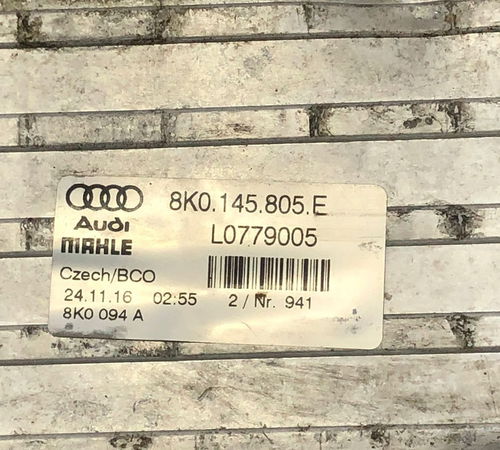 8K0.145.805.E
Audi
L0779005
MAHLE
Czech/BCO
24.11.16 02:55 2 / Nr. 941
8K0 094 A